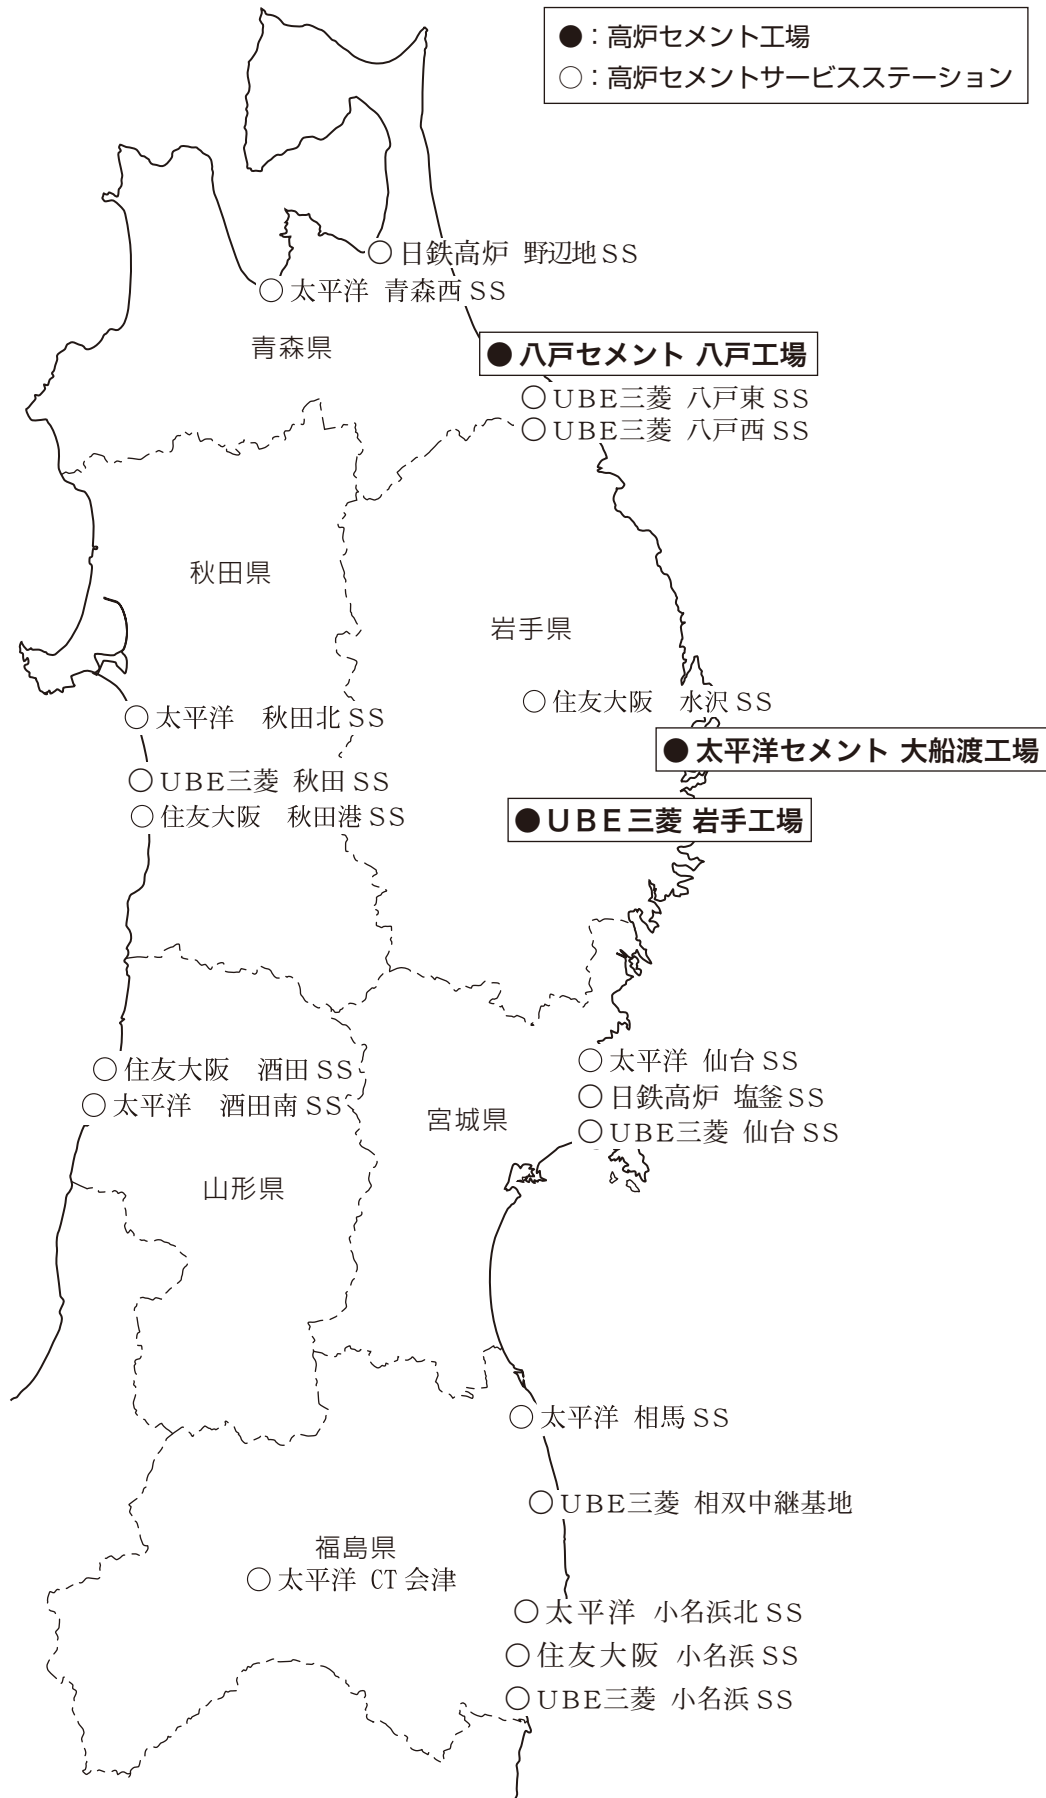 ●：高炉セメント工場
○：高炉セメントサービスステーション
○日鉄高炉 野辺地SS
○太平洋 青森西SS
青森県
●八戸セメント 八戸工場
○UBE三菱 八戸東SS
○UBE三菱 八戸西SS
秋田県
岩手県
○住友大阪　水沢SS
○太平洋　秋田北SS
●太平洋セメント 大船渡工場
○UBE三菱 秋田SS
○住友大阪　秋田港SS
●UBE三菱 岩手工場
○太平洋 仙台SS
○住友大阪　酒田SS
○日鉄高炉 塩釜SS
○太平洋　酒田南SS
宮城県
○UBE三菱 仙台SS
山形県
○太平洋 相馬SS
○UBE三菱 相双中継基地
福島県
○太平洋 CT会津
○太平洋 小名浜北SS
○住友大阪 小名浜SS
○UBE三菱 小名浜SS